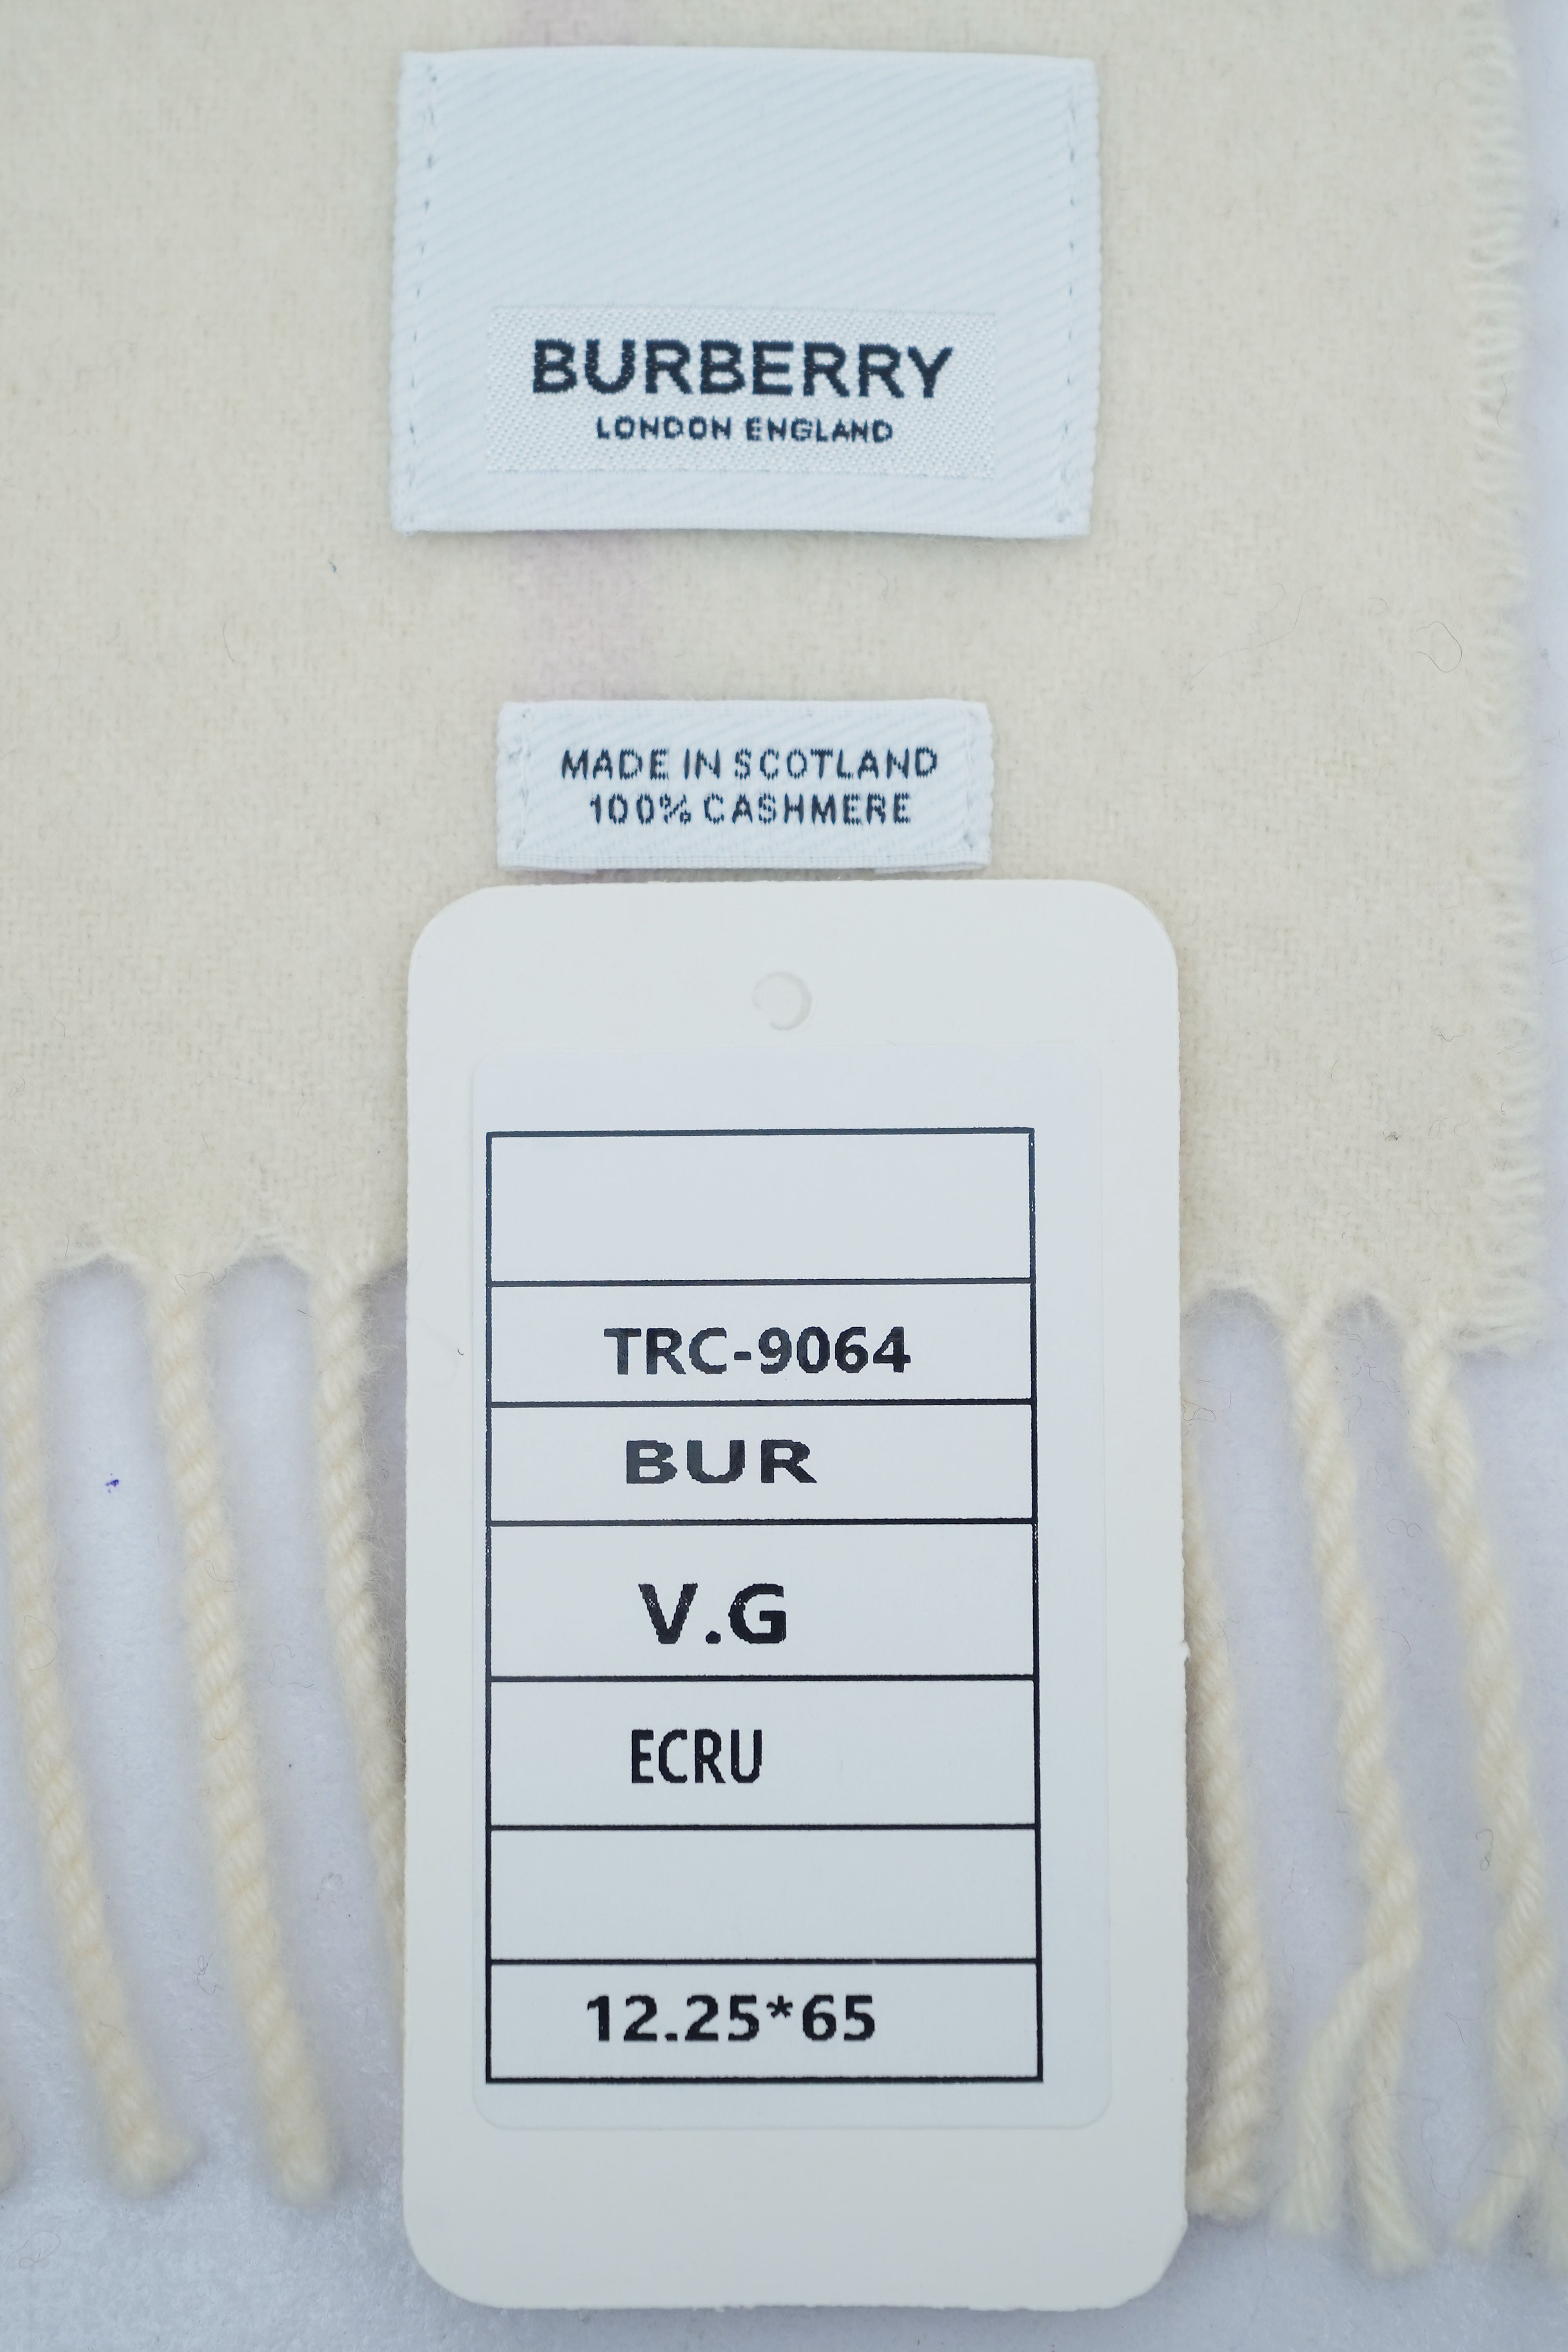 BURBERRY
LONDON ENGLAND
MADE IN SCOTLAND
100% CASHMERE
TRC-9064
BUR
V.G
ECRU
12.25*65